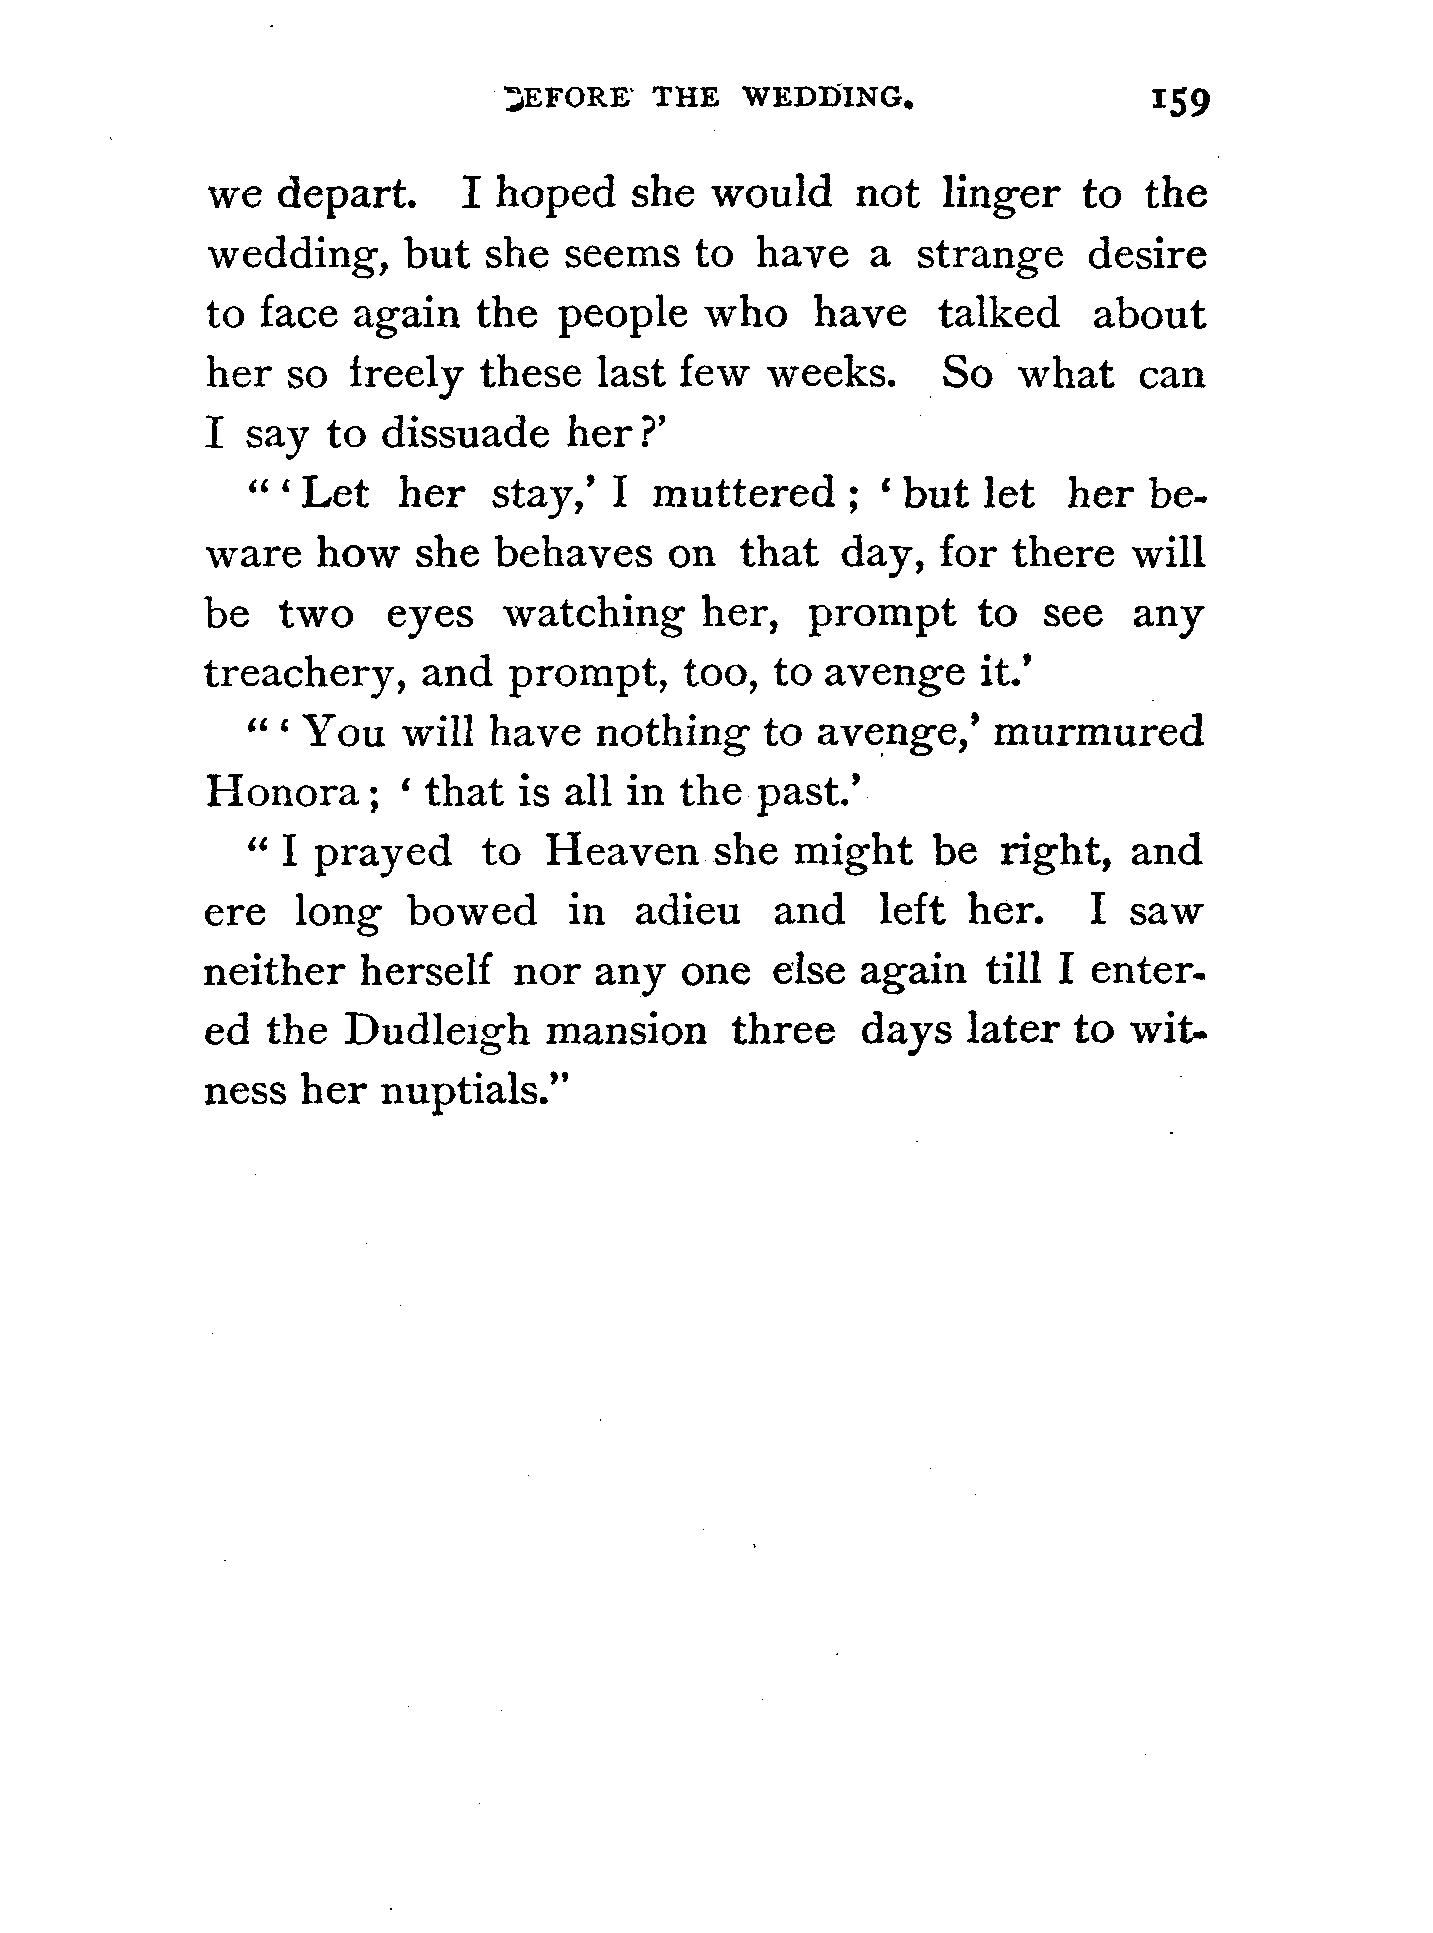 BEFORE THE WEDDING. 159
we depart. I hoped she would not linger to the
wedding, but she seems to have a strange desire
to face again the people who have talked about
her so freely these last few weeks. So what can
I say to dissuade her?’
“‘Let her stay,’ I muttered; ‘but let her be-
ware how she behaves on that day, for there will
be two eyes watching her, prompt to see any
treachery, and prompt, too, to avenge it.’
“‘You will have nothing to avenge,’ murmured
Honora; ‘that is all in the past.’
“I prayed to Heaven she might be right, and
ere long bowed in adieu and left her. I saw
neither herself nor any one else again till I enter-
ed the Dudleigh mansion three days later to wit-
ness her nuptials.”